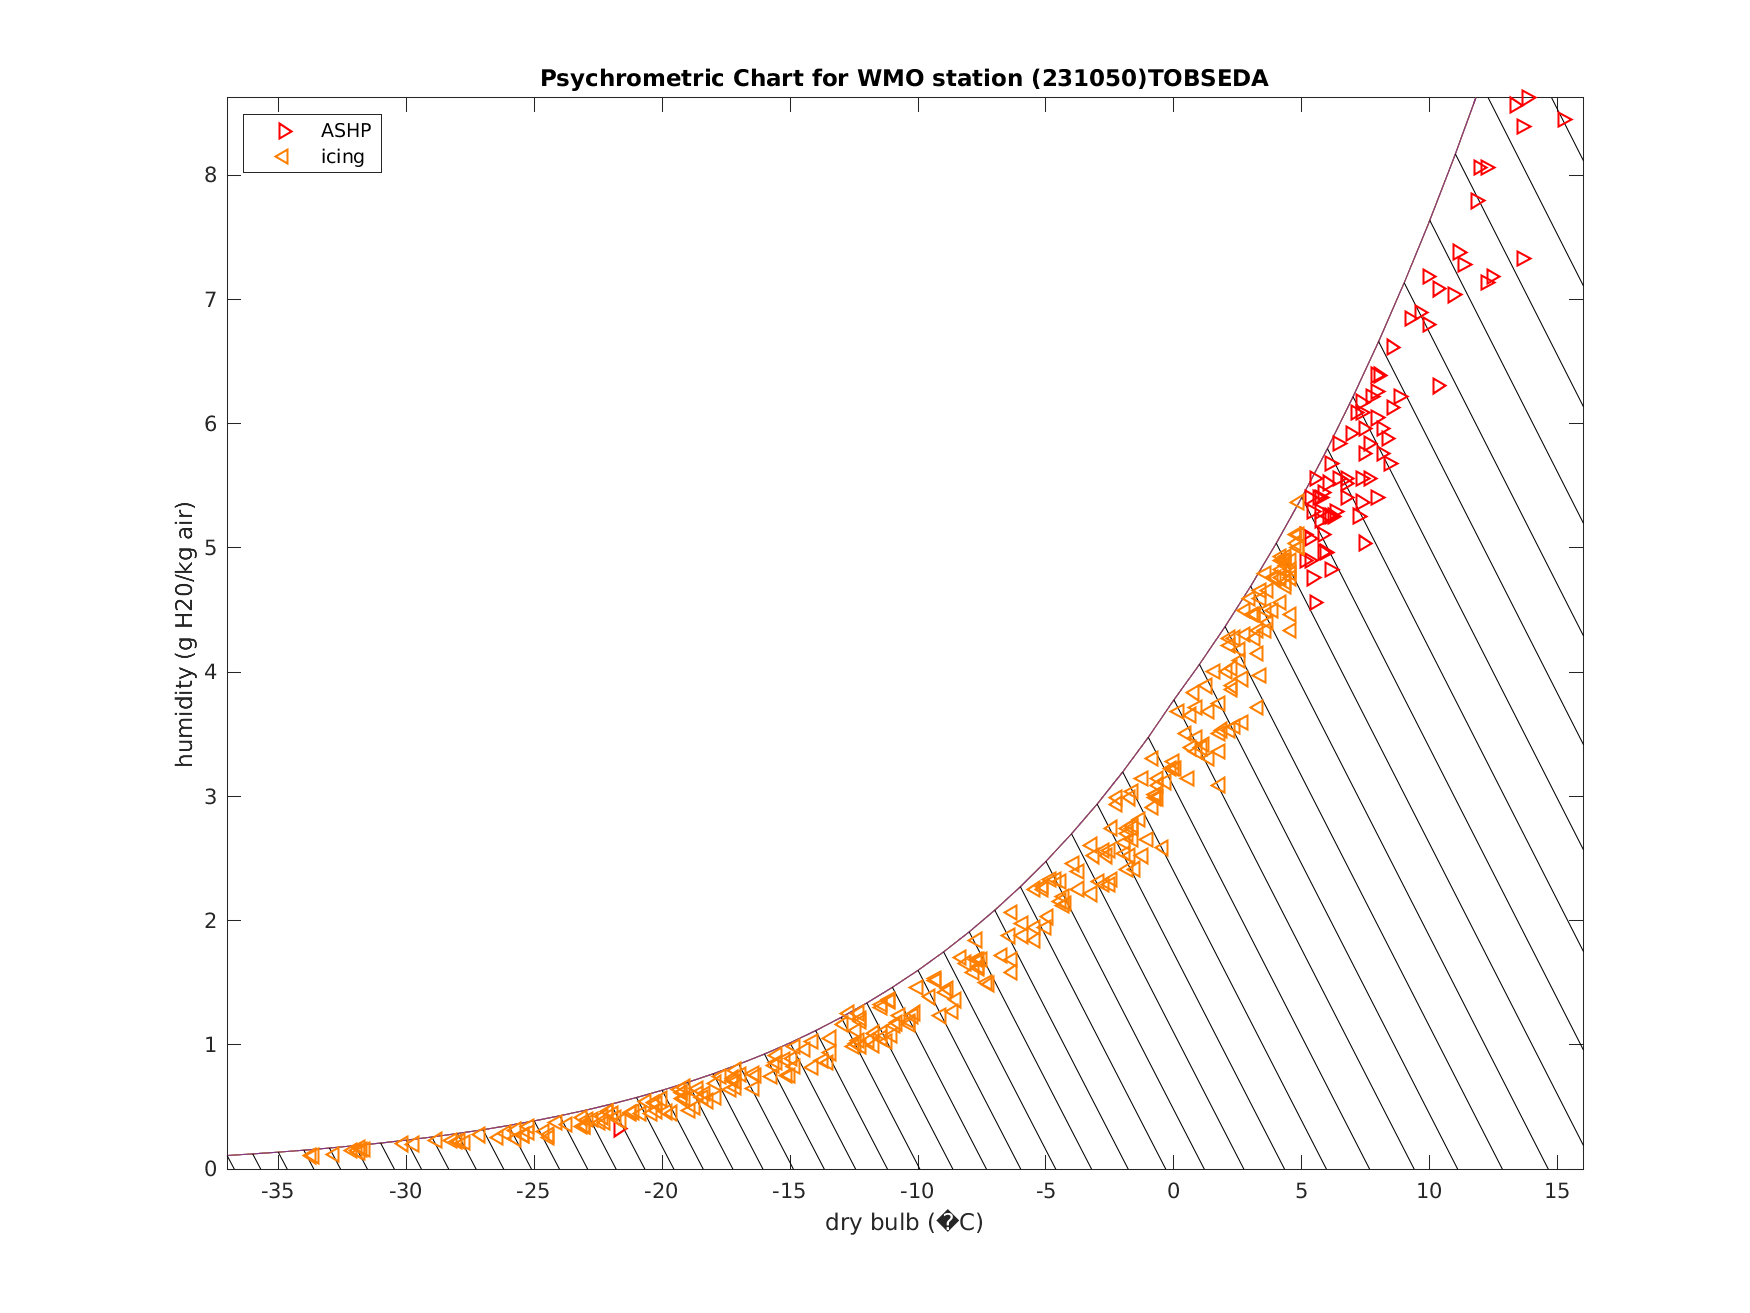 Psychrometric Chart for WMO station (231050)TOBSEDA
ASHP
icing
humidity (g H20/kg air)
8
7
6
5
4
3
2
1
0
-35 -30 -25 -20 -15 -10 -5 0 5 10 15
dry bulb (�C)